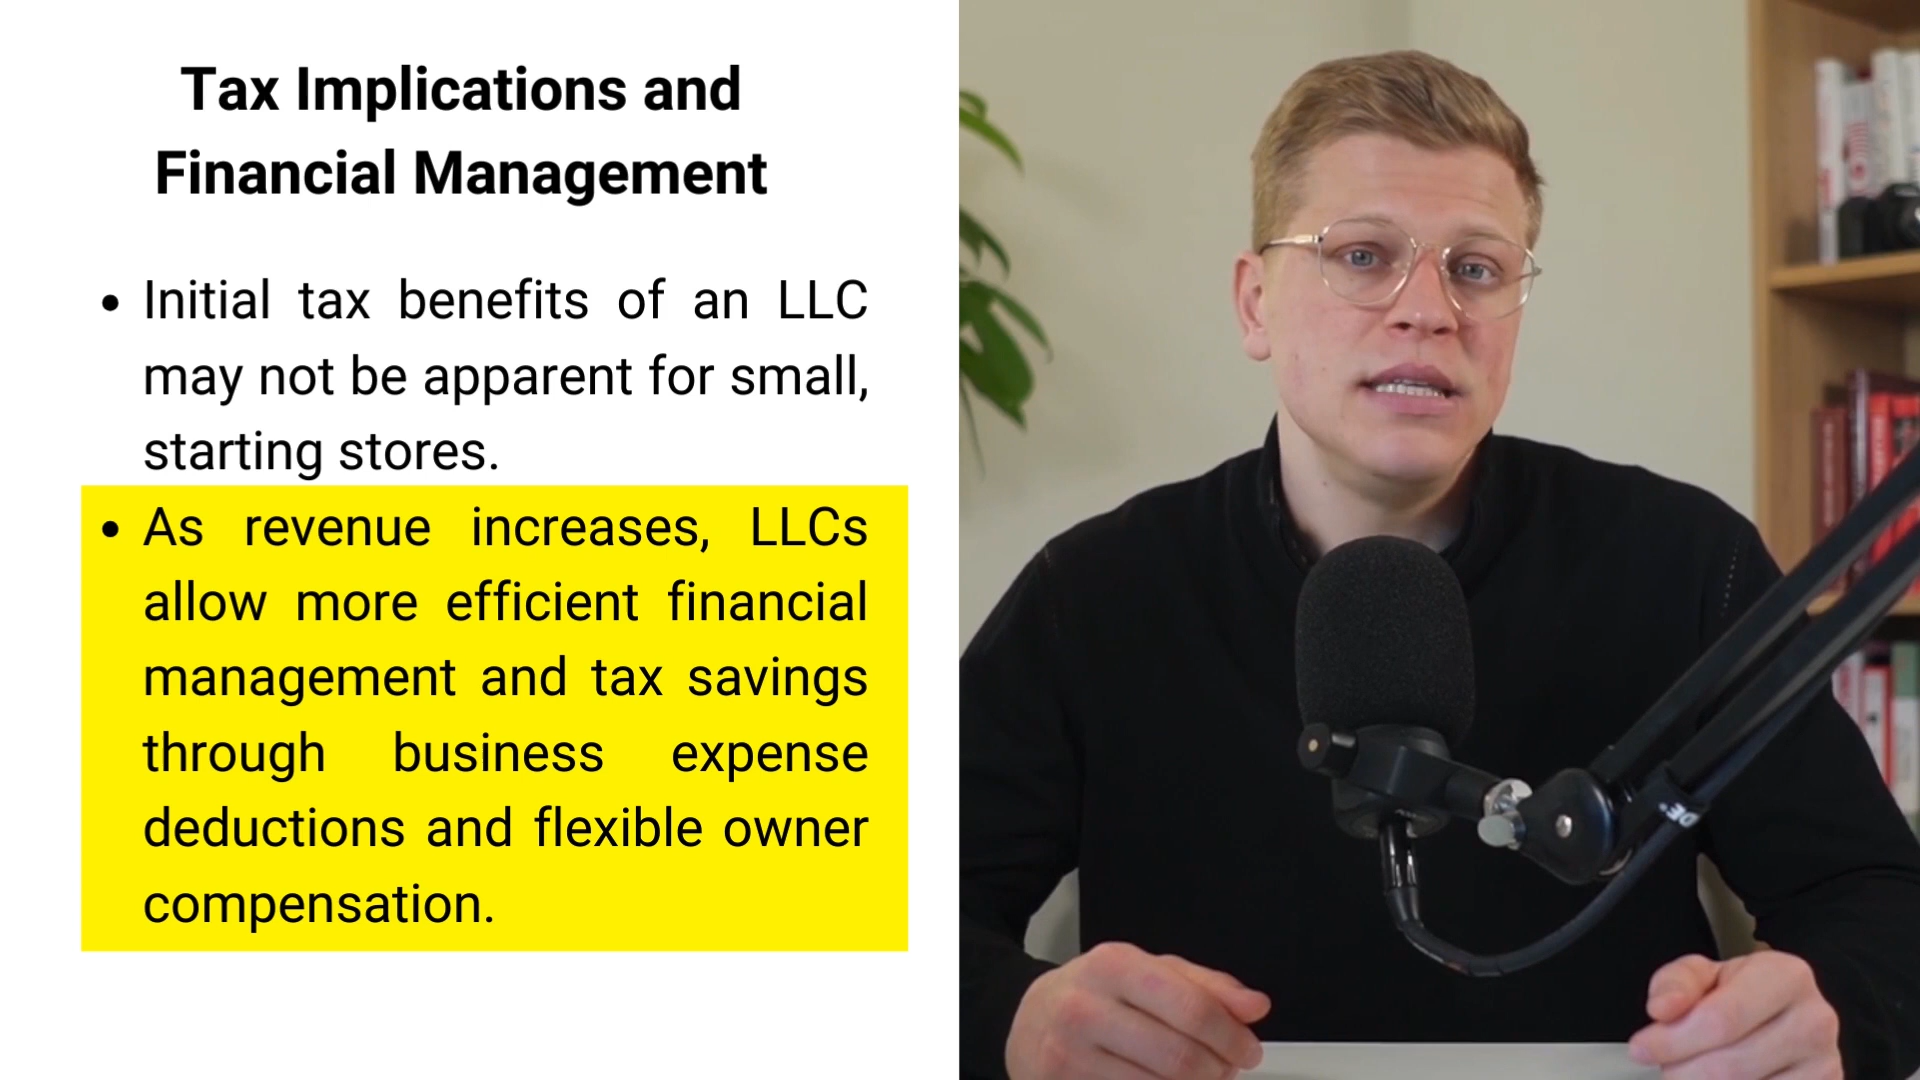 Tax Implications and
Financial Management
• Initial tax benefits of an LLC
may not be apparent for small,
starting stores.
• As revenue increases, LLCs
allow more efficient financial
management and tax savings
through business expense
deductions and flexible owner
compensation.